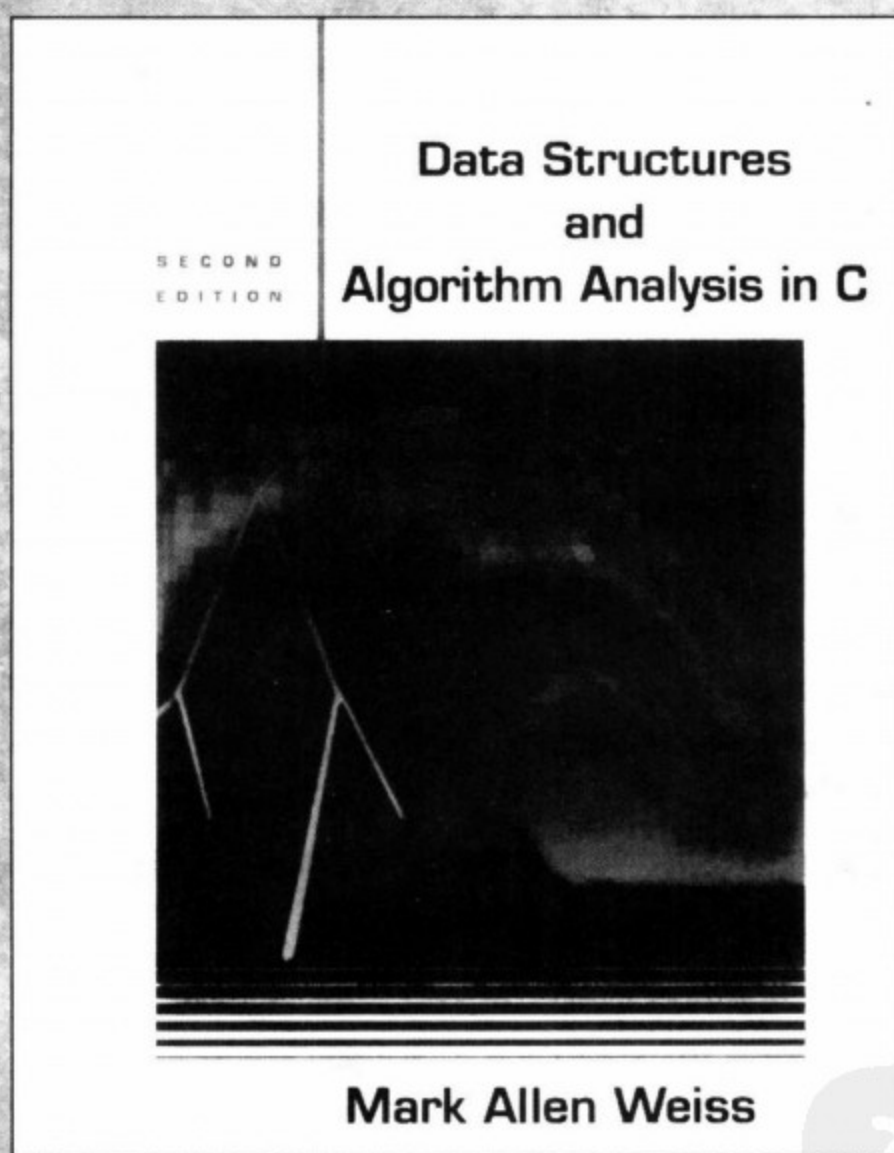 Data Structures
and
Algorithm Analysis in C
SECOND
EDITION
Mark Allen Weiss